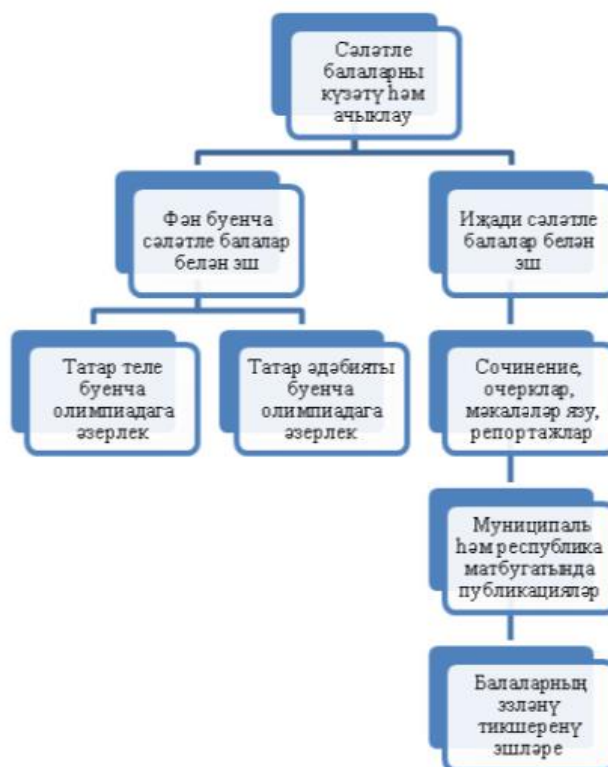 Сәләтле
балаларны
күзәтү һәм
ачыклау
Фән буенча
сәләтле балалар
белән эш
Иҗади сәләтле
балалар белән
эш
Татар теле
буенча
олимпиадага
әзерлек
Татар әдәбияты
буенча
олимпиадага
әзерлек
Сочинение,
очерклар,
мәкаләләр язу,
репортажлар
Муниципаль
һәм республика
матбугатында
публикацияләр
Балаларның
эзләнү
тикшеренү
эшләре